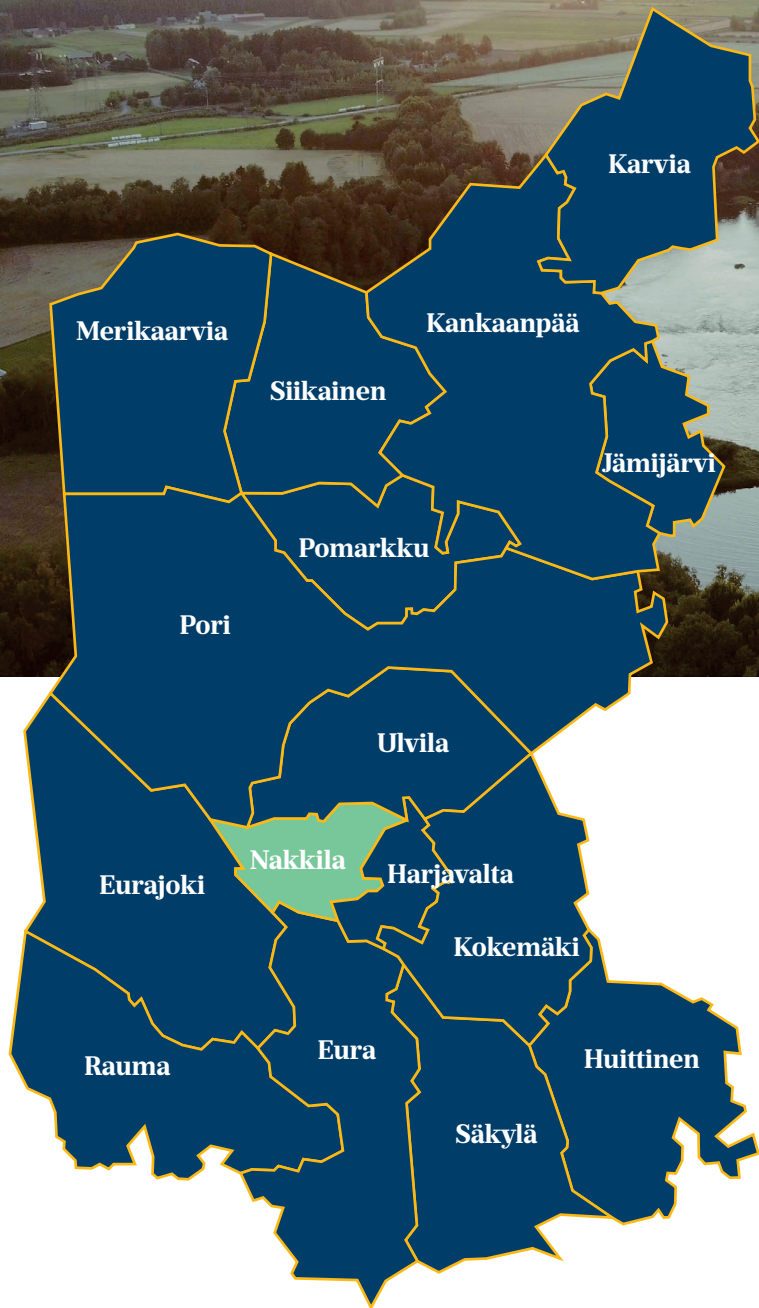 Karvia
Kankaanpää
Merikaarvia
Siikainen
Jämijärvi
Pomarkku
Pori
Ulvila
Nakkila
Harjavalta
Eurajoki
Kokemäki
Eura
Huittinen
Rauma
Säkylä